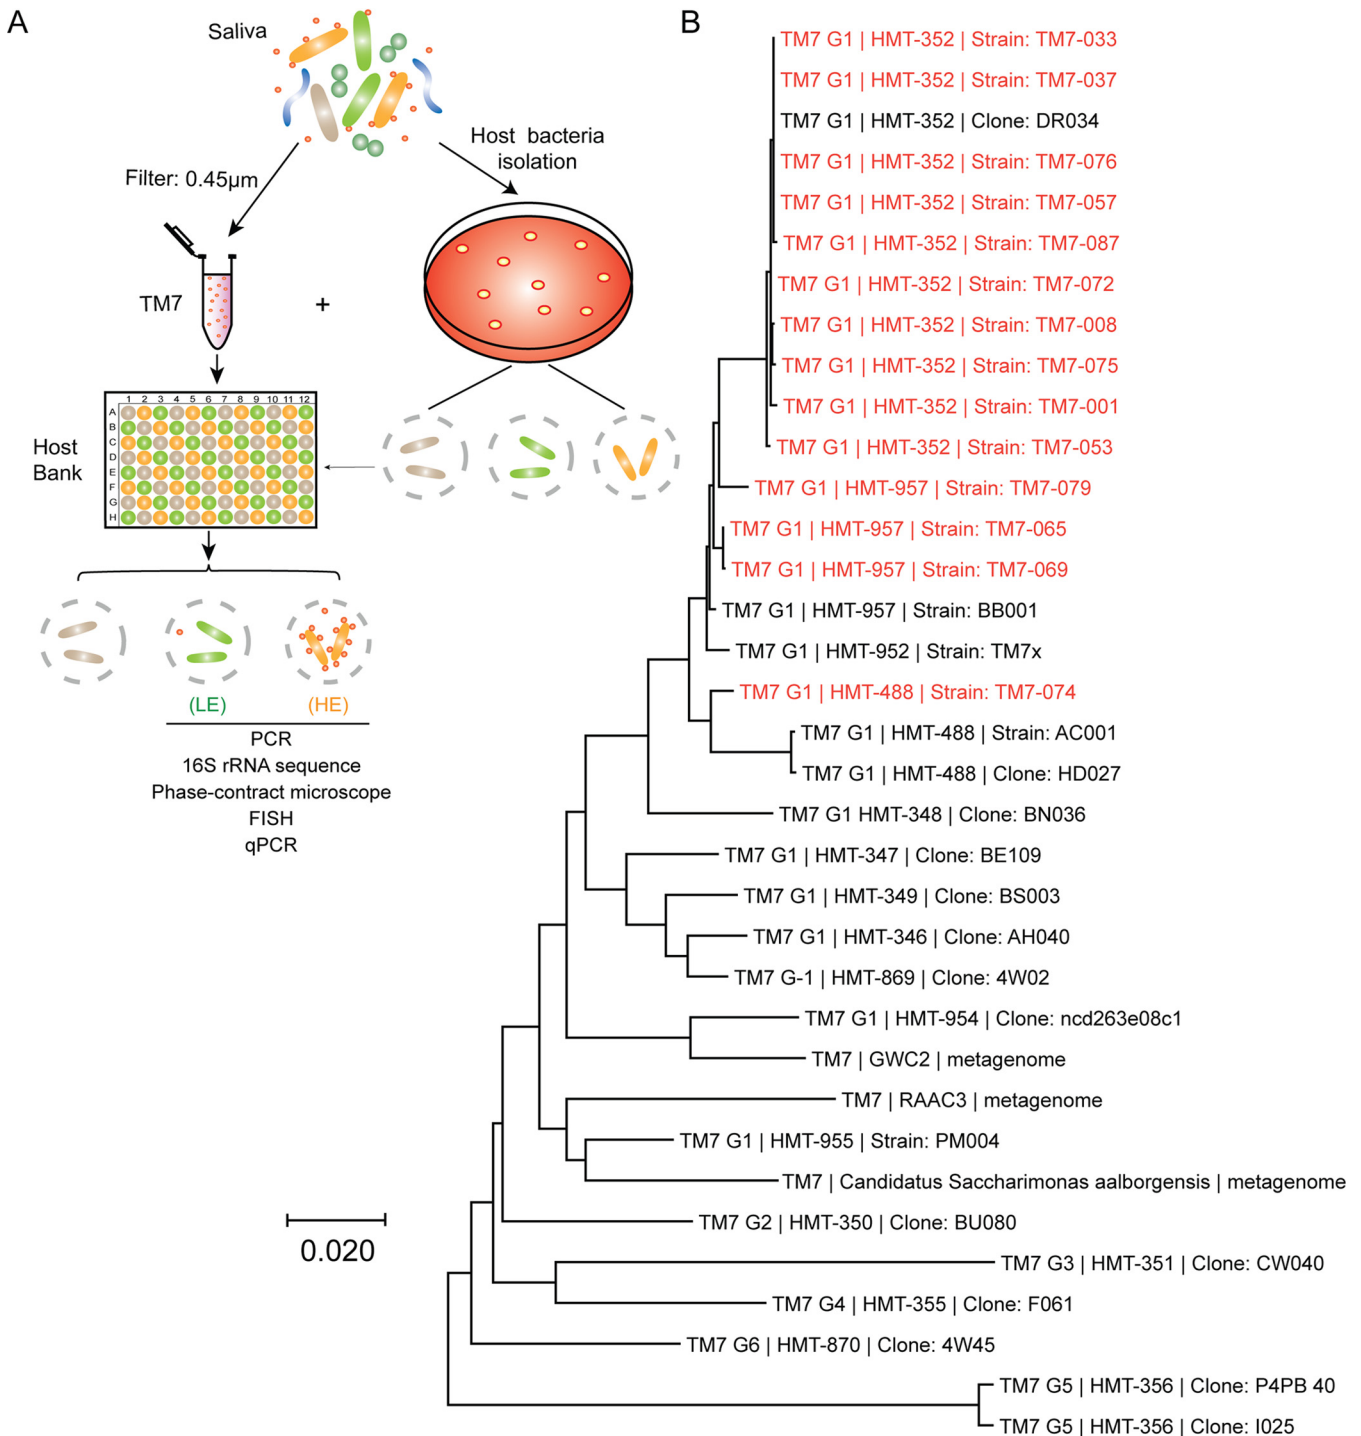 A
Saliva
Filter: 0.45µm
Host bacteria
isolation
TM7
+
1 2 3 4 5 6 7 8 9 10 11 12
A
B
C
D
E
F
G
H
Host
Bank
(LE)
(HE)
PCR
16S rRNA sequence
Phase-contract microscope
FISH
qPCR
B
TM7 G1 | HMT-352 | Strain: TM7-033
TM7 G1 | HMT-352 | Strain: TM7-037
TM7 G1 | HMT-352 | Clone: DR034
TM7 G1 | HMT-352 | Strain: TM7-076
TM7 G1 | HMT-352 | Strain: TM7-057
TM7 G1 | HMT-352 | Strain: TM7-087
TM7 G1 | HMT-352 | Strain: TM7-072
TM7 G1 | HMT-352 | Strain: TM7-008
TM7 G1 | HMT-352 | Strain: TM7-075
TM7 G1 | HMT-352 | Strain: TM7-001
TM7 G1 | HMT-352 | Strain: TM7-053
TM7 G1 | HMT-957 | Strain: TM7-079
TM7 G1 | HMT-957 | Strain: TM7-065
TM7 G1 | HMT-957 | Strain: TM7-069
TM7 G1 | HMT-957 | Strain: BB001
TM7 G1 | HMT-952 | Strain: TM7x
TM7 G1 | HMT-488 | Strain: TM7-074
TM7 G1 | HMT-488 | Strain: AC001
TM7 G1 | HMT-488 | Clone: HD027
TM7 G1 HMT-348 | Clone: BN036
TM7 G1 | HMT-347 | Clone: BE109
TM7 G1 | HMT-349 | Clone: BS003
TM7 G1 | HMT-346 | Clone: AH040
TM7 G-1 | HMT-869 | Clone: 4W02
TM7 G1 | HMT-954 | Clone: ncd263e08c1
TM7 | GWC2 | metagenome
TM7 | RAAC3 | metagenome
TM7 G1 | HMT-955 | Strain: PM004
TM7 | Candidatus Saccharimonas aalborgensis | metagenome
TM7 G2 | HMT-350 | Clone: BU080
TM7 G3 | HMT-351 | Clone: CW040
TM7 G4 | HMT-355 | Clone: F061
TM7 G6 | HMT-870 | Clone: 4W45
TM7 G5 | HMT-356 | Clone: P4PB 40
TM7 G5 | HMT-356 | Clone: I025
0.020